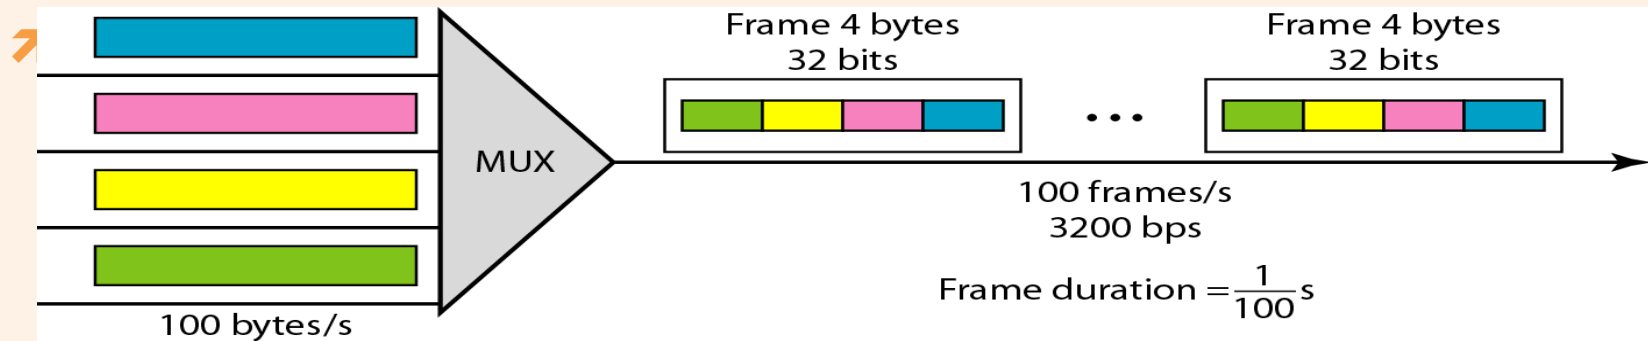 Frame 4 bytes
32 bits
Frame 4 bytes
32 bits
MUX
...
100 frames/s
3200 bps
Frame duration = 1/100 s
100 bytes/s